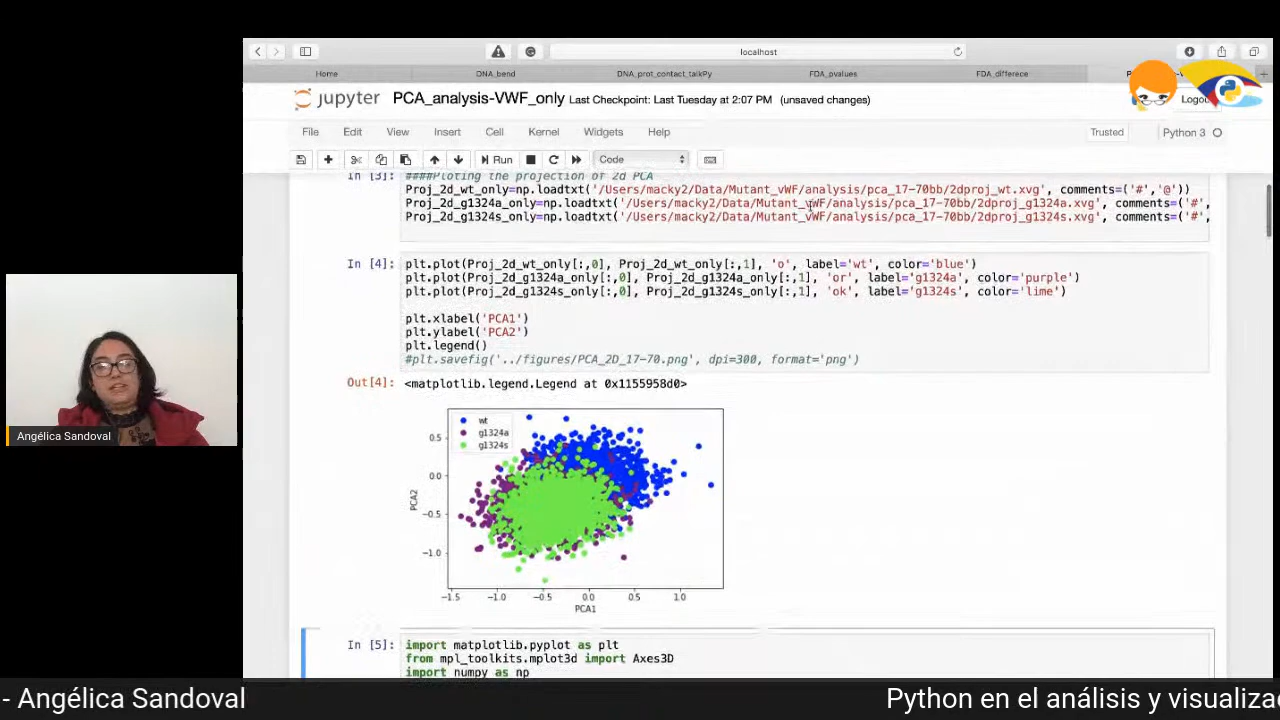 localhost
Home
DNA_bend
DNA_prot_contact_talkPy
FDA_pvalues
FDA_differece
jupyter PCA_analysis-VWF_only Last Checkpoint: Last Tuesday at 2:07 PM (unsaved changes)
File Edit View Insert Cell Kernel Widgets Help Trusted Python 3
Run Code
In [3]: ####Ploting the projection of 2d PCA
Proj_2d_wt_only=np.loadtxt('/Users/macky2/Data/Mutant_vWF/analysis/pca_17-70bb/2dproj_wt.xvg', comments=('#','@'))
Proj_2d_g1324a_only=np.loadtxt('/Users/macky2/Data/Mutant_vWF/analysis/pca_17-70bb/2dproj_g1324a.xvg', comments=('#',
Proj_2d_g1324s_only=np.loadtxt('/Users/macky2/Data/Mutant_vWF/analysis/pca_17-70bb/2dproj_g1324s.xvg', comments=('#',
In [4]: plt.plot(Proj_2d_wt_only[:,0], Proj_2d_wt_only[:,1], 'o', label='wt', color='blue')
plt.plot(Proj_2d_g1324a_only[:,0], Proj_2d_g1324a_only[:,1], 'or', label='g1324a', color='purple')
plt.plot(Proj_2d_g1324s_only[:,0], Proj_2d_g1324s_only[:,1], 'ok', label='g1324s', color='lime')
plt.xlabel('PCA1')
plt.ylabel('PCA2')
plt.legend()
#plt.savefig('../figures/PCA_2D_17-70.png', dpi=300, format='png')
Out[4]: <matplotlib.legend.Legend at 0x1155958d0>
wt
g1324a
g1324s
0.5
0.0
−0.5
−1.0
PCA2
−1.5 −1.0 −0.5 0.0 0.5 1.0
PCA1
In [5]: import matplotlib.pyplot as plt
from mpl_toolkits.mplot3d import Axes3D
import numpy as np
Angélica Sandoval
- Angélica Sandoval
Python en el análisis y visualiza